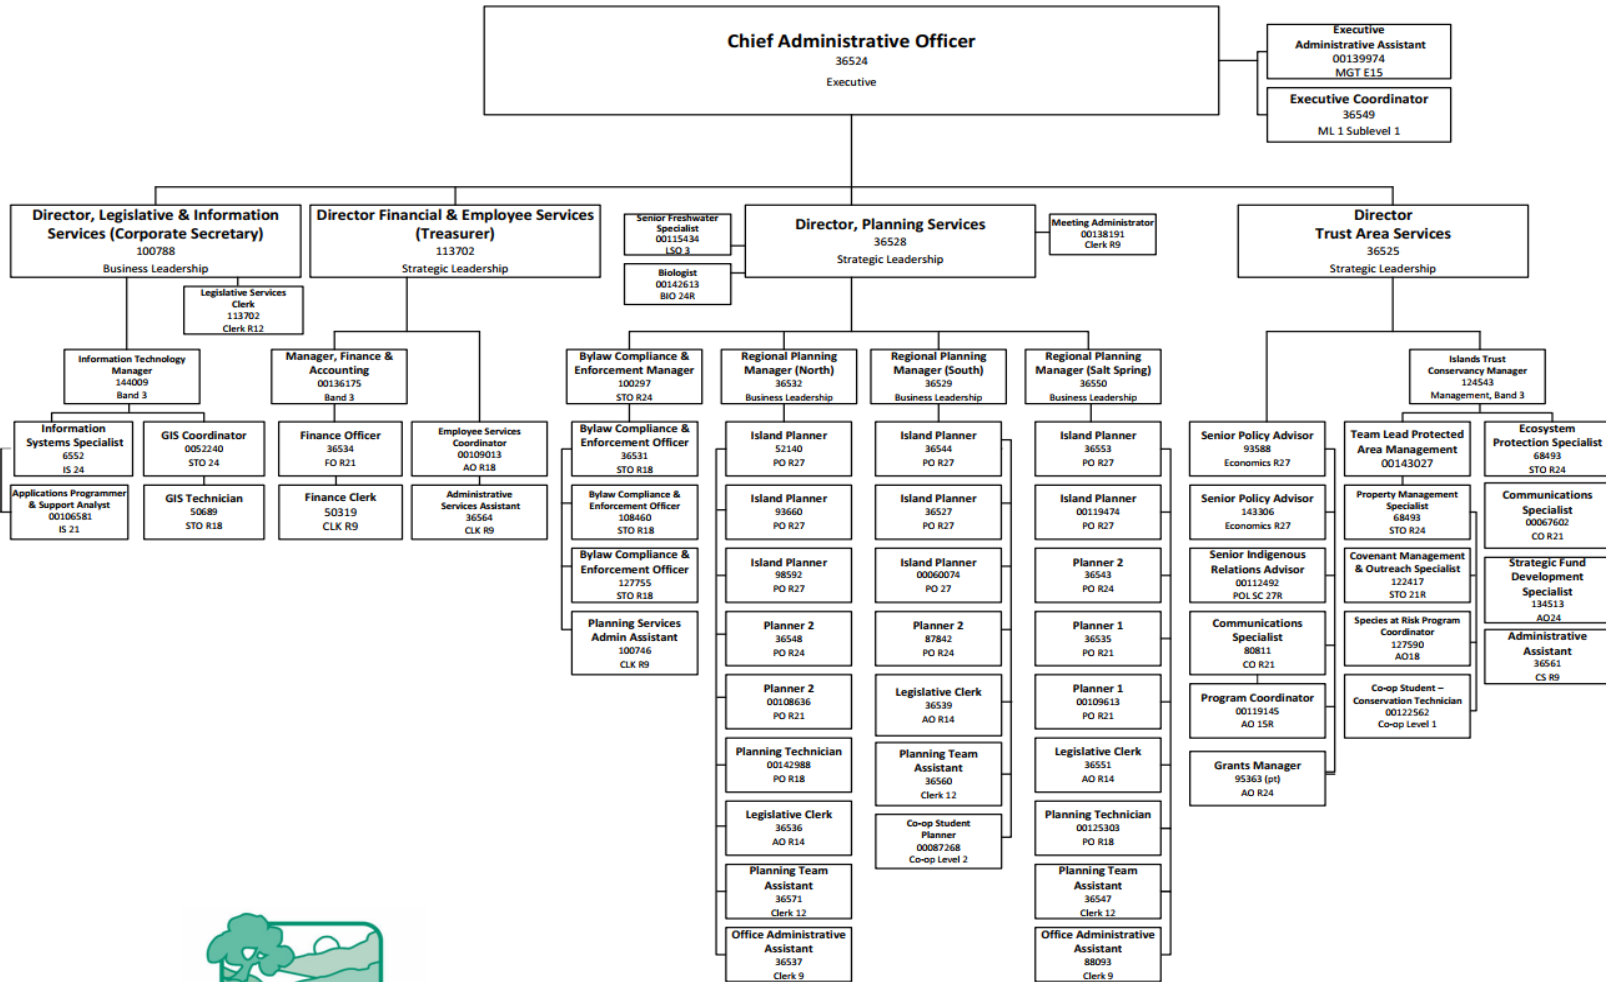 Chief Administrative Officer
36524
Executive
Executive
Administrative Assistant
00139974
MGT E15
Executive Coordinator
36549
ML 1 Sublevel 1
Director, Legislative & Information
Services (Corporate Secretary)
100788
Business Leadership
Director Financial & Employee Services
(Treasurer)
113702
Strategic Leadership
Senior Freshwater
Specialist
00115434
LSO 3
Biologist
00142613
BIO 24R
Director, Planning Services
36528
Strategic Leadership
Meeting Administrator
00138191
Clerk R9
Director
Trust Area Services
36525
Strategic Leadership
Legislative Services
Clerk
113702
Clerk R12
Information Technology
Manager
144009
Band 3
Manager, Finance &
Accounting
00136175
Band 3
Bylaw Compliance &
Enforcement Manager
100297
STO R24
Regional Planning
Manager (North)
36532
Business Leadership
Regional Planning
Manager (South)
36529
Business Leadership
Regional Planning
Manager (Salt Spring)
36550
Business Leadership
Islands Trust
Conservancy Manager
124543
Management, Band 3
Information
Systems Specialist
6552
IS 24
Applications Programmer
& Support Analyst
00106581
IS 21
GIS Coordinator
0052240
STO 24
GIS Technician
50689
STO R18
Finance Officer
36534
FO R21
Finance Clerk
50319
CLK R9
Employee Services
Coordinator
00109013
AO R18
Administrative
Services Assistant
36564
CLK R9
Bylaw Compliance &
Enforcement Officer
36531
STO R18
Bylaw Compliance &
Enforcement Officer
108460
STO R18
Bylaw Compliance &
Enforcement Officer
127755
STO R18
Planning Services
Admin Assistant
100746
CLK R9
Island Planner
52140
PO R27
Island Planner
93660
PO R27
Island Planner
98592
PO R27
Planner 2
36548
PO R24
Planner 2
00108636
PO R21
Planning Technician
00142988
PO R18
Legislative Clerk
36536
AO R14
Planning Team
Assistant
36571
Clerk 12
Office Administrative
Assistant
36537
Clerk 9
Island Planner
36544
PO R27
Island Planner
36527
PO R27
Island Planner
00060074
PO 27
Planner 2
87842
PO R24
Legislative Clerk
36539
AO R14
Planning Team
Assistant
36560
Clerk 12
Co-op Student
Planner
00087268
Co-op Level 2
Island Planner
36553
PO R27
Island Planner
00119474
PO R27
Planner 2
36543
PO R24
Planner 1
36535
PO R21
Planner 1
00109613
PO R21
Legislative Clerk
36551
AO R14
Planning Technician
00125303
PO R18
Planning Team
Assistant
36547
Clerk 12
Office Administrative
Assistant
88093
Clerk 9
Senior Policy Advisor
93588
Economics R27
Senior Policy Advisor
143306
Economics R27
Senior Indigenous
Relations Advisor
00112492
POL SC 27R
Communications
Specialist
80811
CO R21
Program Coordinator
00119145
AO 15R
Grants Manager
95363 (pt)
AO R24
Team Lead Protected
Area Management
00143027
Property Management
Specialist
68493
STO R24
Covenant Management
& Outreach Specialist
122417
STO 21R
Species at Risk Program
Coordinator
127590
AO18
Co-op Student –
Conservation Technician
00122562
Co-op Level 1
Ecosystem
Protection Specialist
68493
STO R24
Communications
Specialist
00067602
CO R21
Strategic Fund
Development
Specialist
134513
AO24
Administrative
Assistant
36561
CS R9